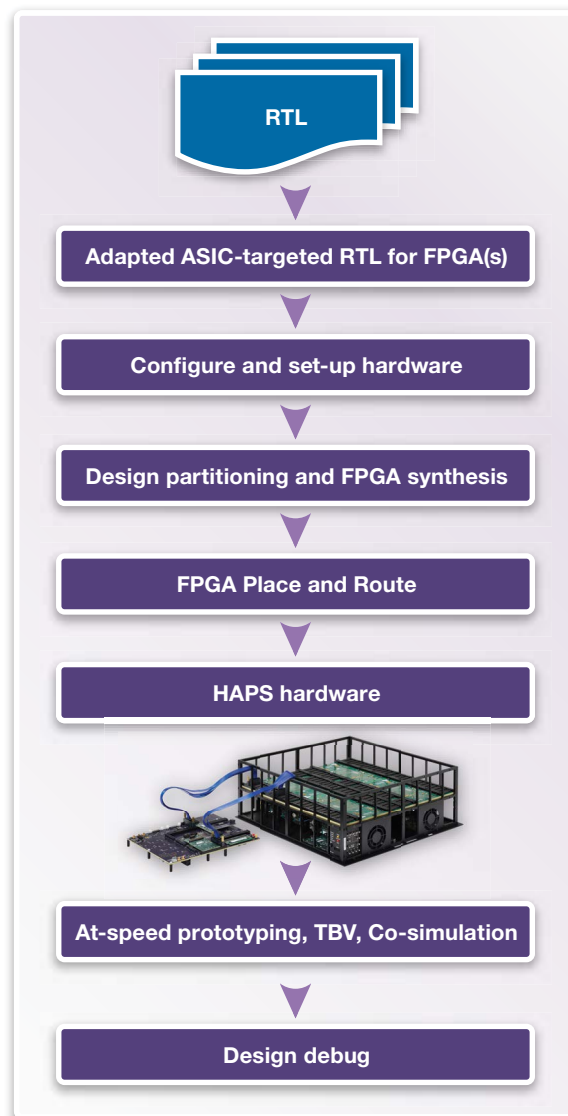 RTL
Adapted ASIC-targeted RTL for FPGA(s)
Configure and set-up hardware
Design partitioning and FPGA synthesis
FPGA Place and Route
HAPS hardware
At-speed prototyping, TBV, Co-simulation
Design debug